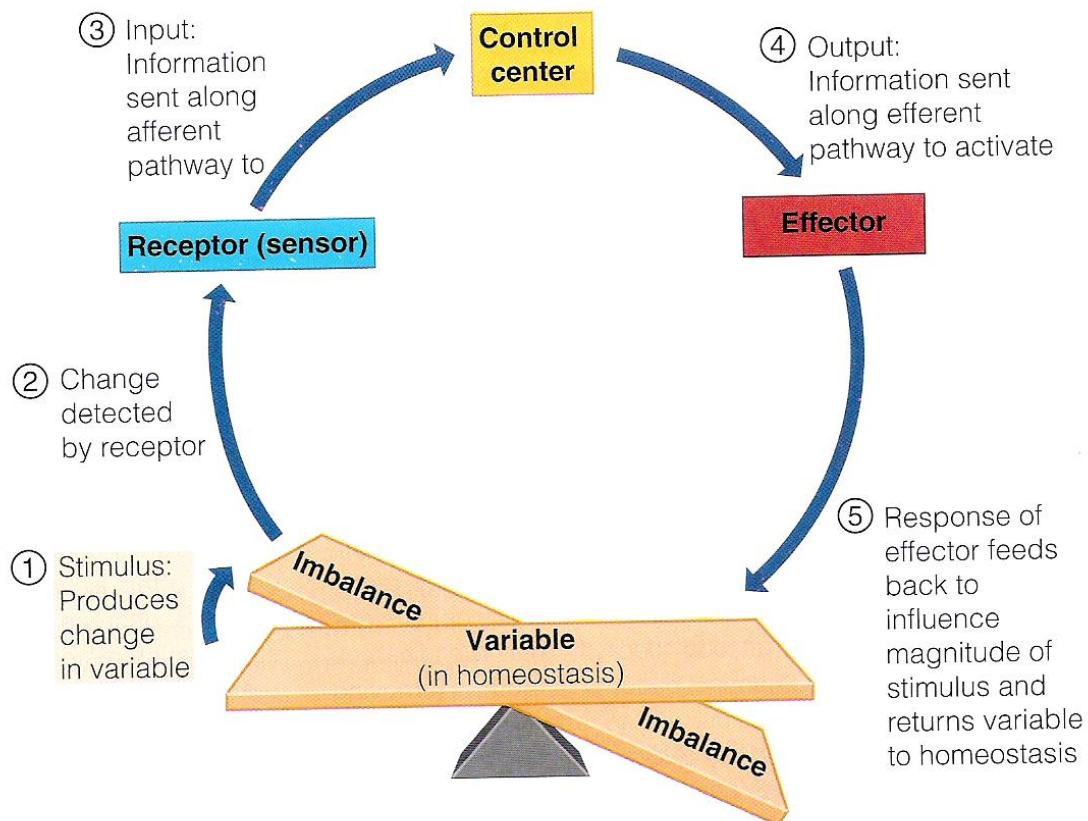 ③ Input:
Information
sent along
afferent
pathway to
Control
center
④ Output:
Information sent
along efferent
pathway to activate
Receptor (sensor)
Effector
② Change
detected
by receptor
① Stimulus:
Produces
change
in variable
Imbalance
Variable
(in homeostasis)
Imbalance
⑤ Response of
effector feeds
back to
influence
magnitude of
stimulus and
returns variable
to homeostasis